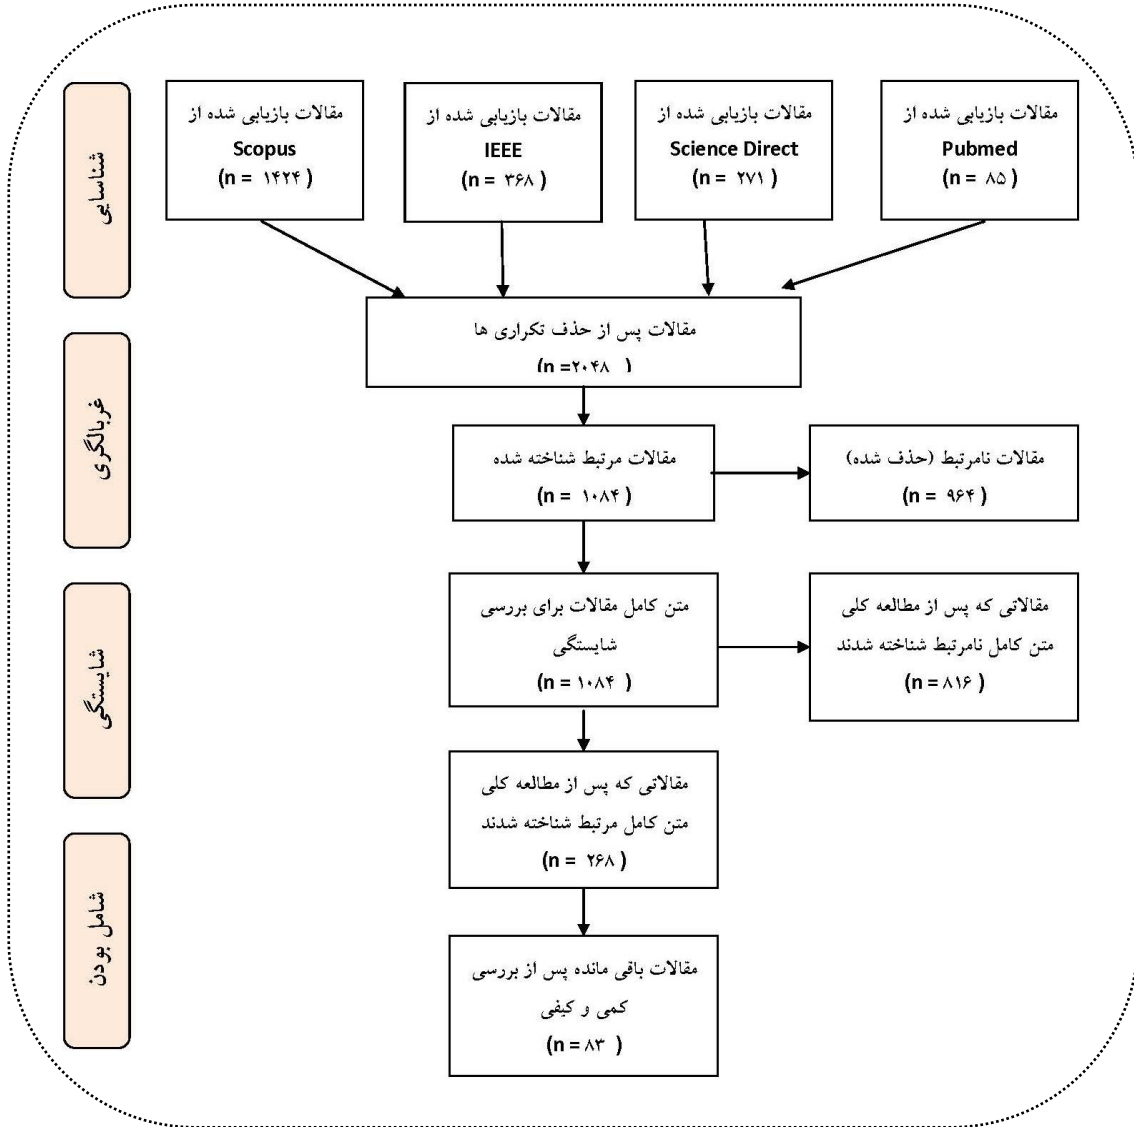 شناسایی
مقالات بازیابی شده از
Scopus
(n = ۱۴۲۴ )
مقالات بازیابی شده از
IEEE
(n = ۳۶۸ )
مقالات بازیابی شده از
Science Direct
(n = ۲۷۱ )
مقالات بازیابی شده از
Pubmed
(n = ۸۵ )
مقالات پس از حذف تکراری ها
(n =۲۰۴۸ )
غربالگری
مقالات مرتبط شناخته شده
(n = ۱۰۸۴ )
مقالات نامرتبط (حذف شده)
(n = ۹۶۴ )
شایستگی
متن کامل مقالات برای بررسی
شایستگی
(n = ۱۰۸۴ )
مقالاتی که پس از مطالعه کلی
متن کامل نامرتبط شناخته شدند
(n = ۸۱۶ )
مقالاتی که پس از مطالعه کلی
متن کامل مرتبط شناخته شدند
(n = ۲۶۸ )
شامل بودن
مقالات باقی مانده پس از بررسی
کمی و کیفی
(n = ۸۳ )